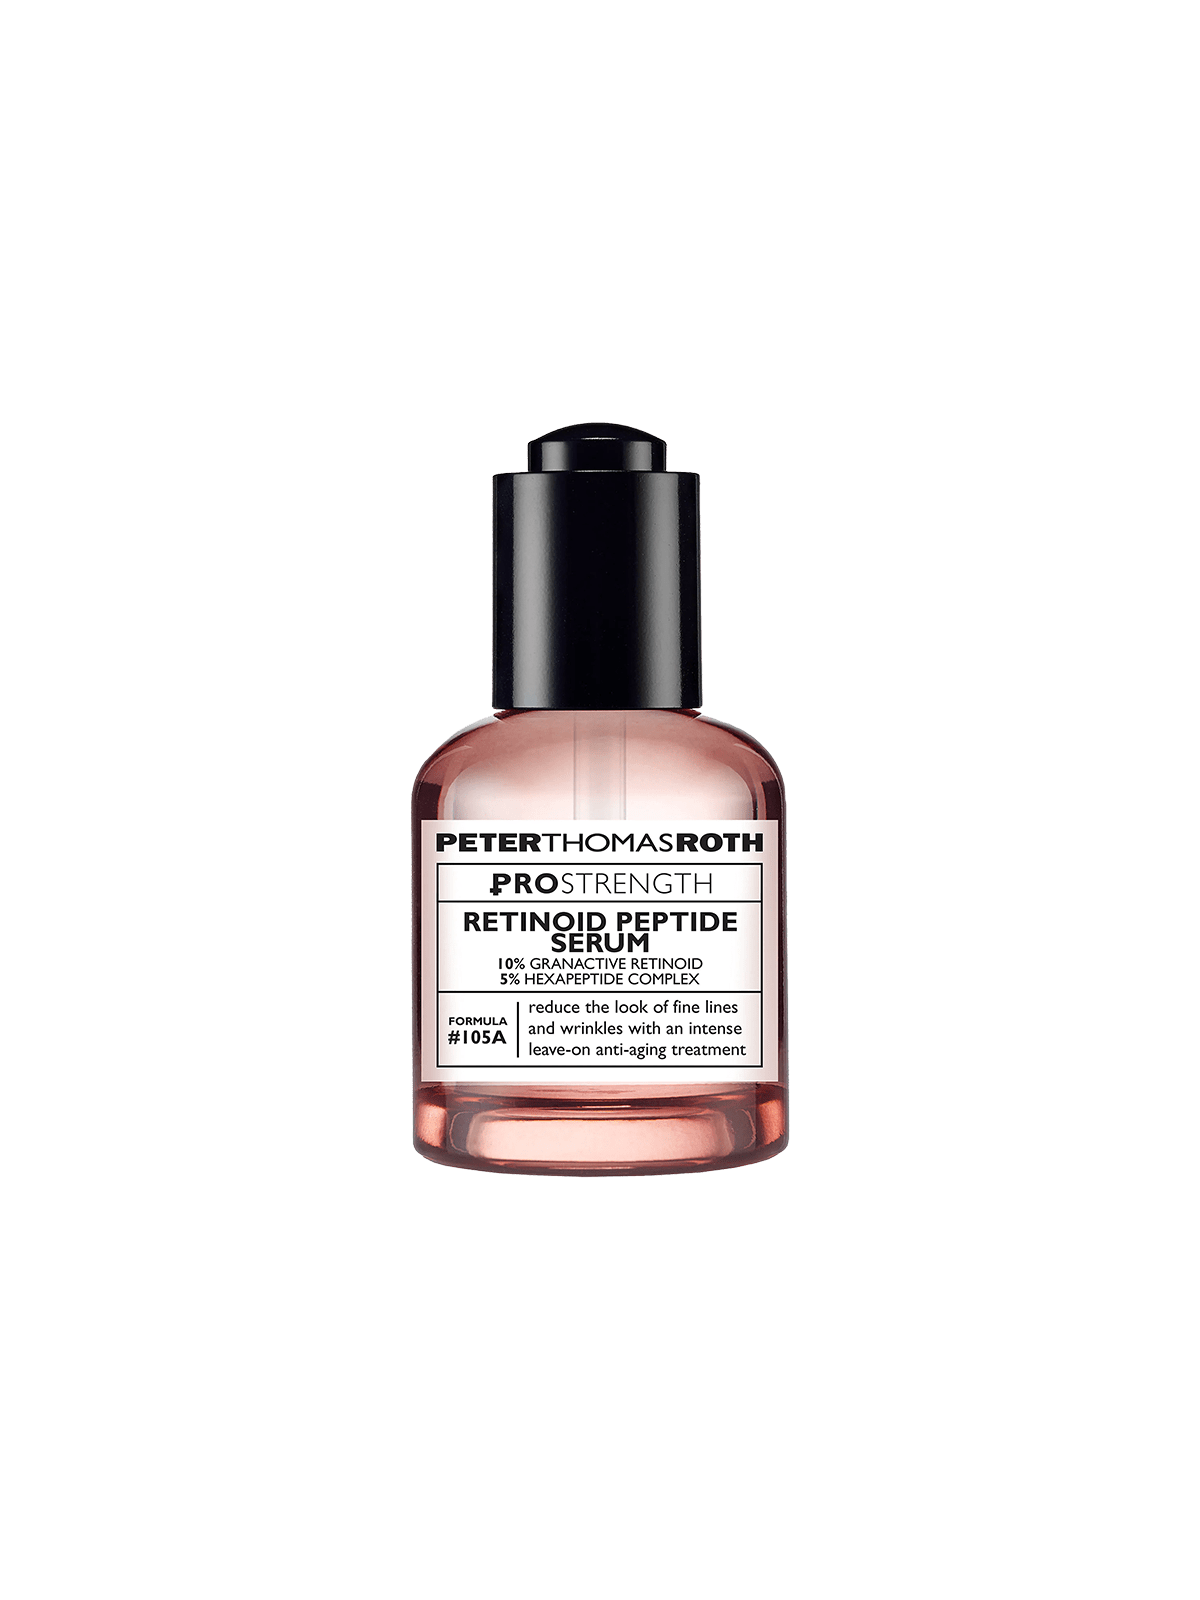 PETERTHOMASROTH
PROSTRENGTH
RETINOID PEPTIDE
SERUM
10% GRANACTIVE RETINOID
5% HEXAPEPTIDE COMPLEX
FORMULA
#105A
reduce the look of fine lines
and wrinkles with an intense
leave-on anti-aging treatment